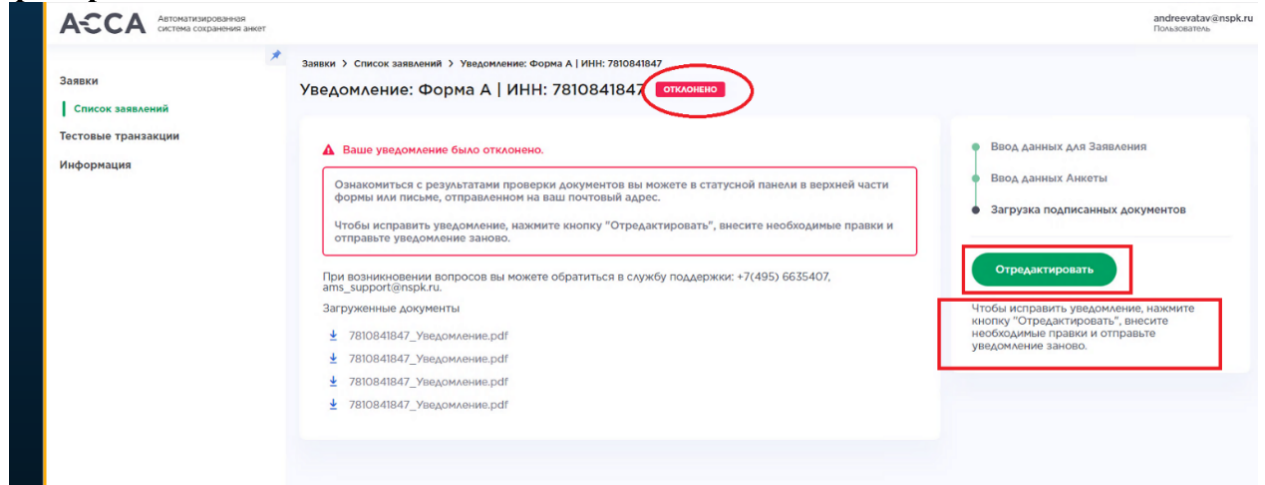 АССА
Автоматизированная
система сохранения анкет
andreevatav@nspk.ru
Пользователь
Заявки
Список заявлений
Тестовые транзакции
Информация
Заявки > Список заявлений > Уведомление: Форма А | ИНН: 7810841847
Уведомление: Форма А | ИНН: 7810841847 ОТКЛОНЕНО
Ваше уведомление было отклонено.
Ознакомиться с результатами проверки документов вы можете в статусной панели в верхней части
формы или письме, отправленном на ваш почтовый адрес.
Чтобы исправить уведомление, нажмите кнопку "Отредактировать", внесите необходимые правки и
отправьте уведомление заново.
При возникновении вопросов вы можете обратиться в службу поддержки: +7(495) 6635407,
ams_support@nspk.ru.
Загруженные документы
7810841847_Уведомление.pdf
7810841847_Уведомление.pdf
7810841847_Уведомление.pdf
7810841847_Уведомление.pdf
Ввод данных для Заявления
Ввод данных Анкеты
Загрузка подписанных документов
Отредактировать
Чтобы исправить уведомление, нажмите
кнопку "Отредактировать", внесите
необходимые правки и отправьте
уведомление заново.